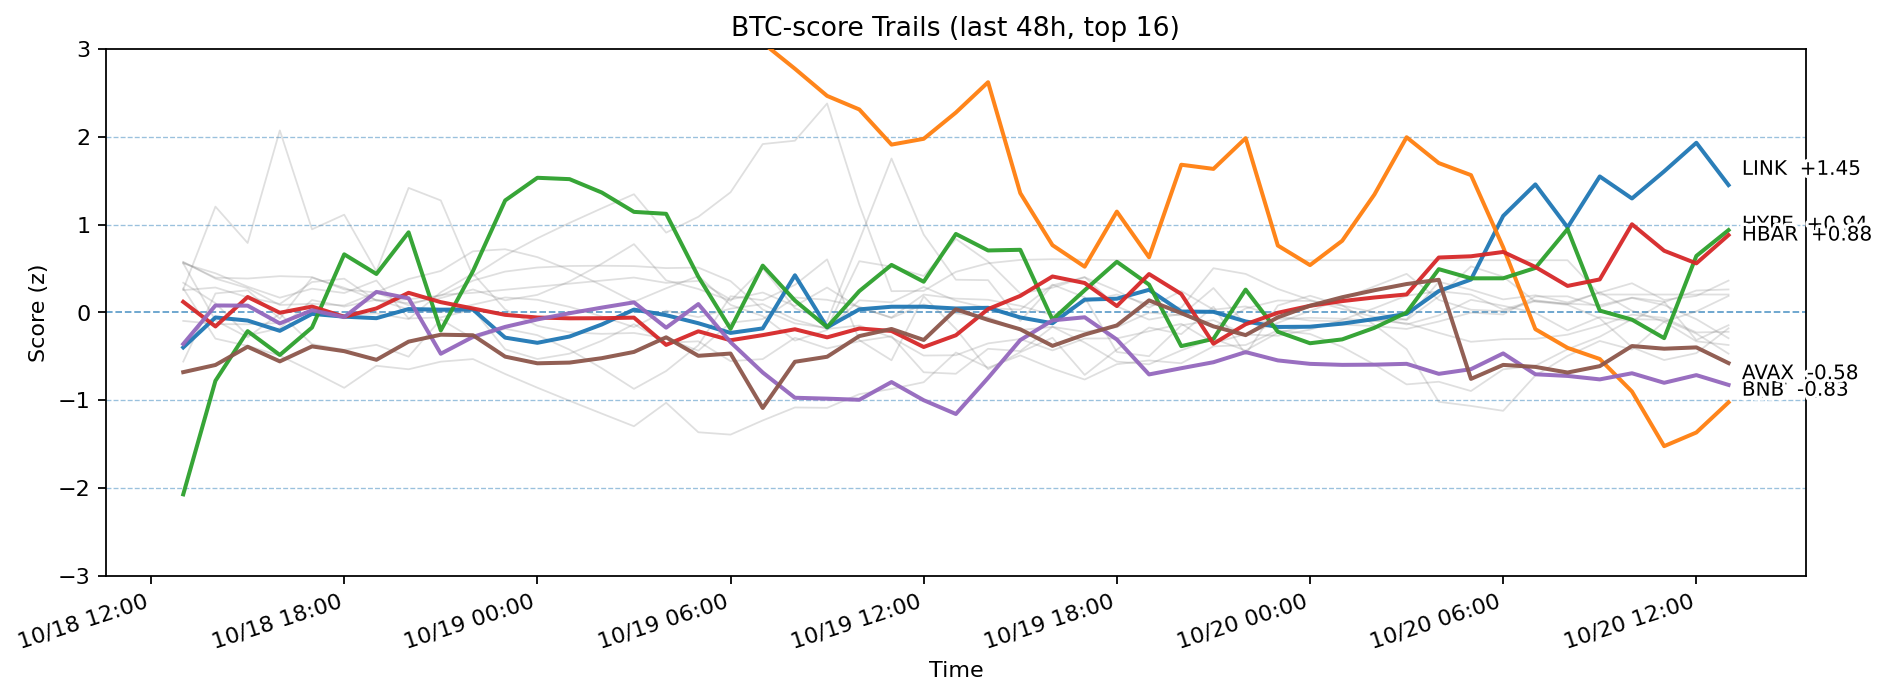 BTC-score Trails (last 48h, top 16)
Score (z)
3
2
1
0
−1
−2
−3
LINK +1.45
HYPE +0.94
HBAR +0.88
AVAX -0.58
BNB -0.83
10/18 12:00
10/18 18:00
10/19 00:00
10/19 06:00
10/19 12:00
10/19 18:00
10/20 00:00
10/20 06:00
10/20 12:00
Time